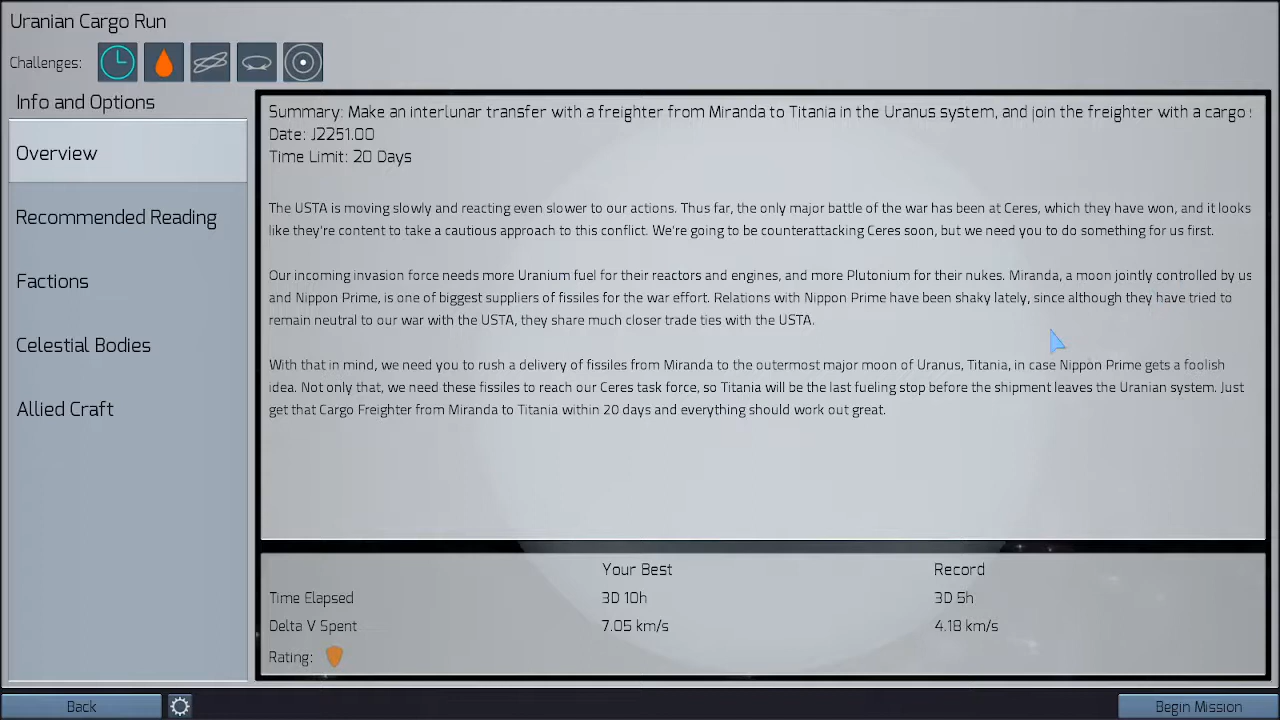 Uranian Cargo Run
Challenges:
Info and Options
Overview
Recommended Reading
Factions
Celestial Bodies
Allied Craft
Summary: Make an interlunar transfer with a freighter from Miranda to Titania in the Uranus system, and join the freighter with a cargo
Date: J2251.00
Time Limit: 20 Days
The USTA is moving slowly and reacting even slower to our actions. Thus far, the only major battle of the war has been at Ceres, which they have won, and it looks
like they're content to take a cautious approach to this conflict. We're going to be counterattacking Ceres soon, but we need you to do something for us first.
Our incoming invasion force needs more Uranium fuel for their reactors and engines, and more Plutonium for their nukes. Miranda, a moon jointly controlled by us
and Nippon Prime, is one of biggest suppliers of fissiles for the war effort. Relations with Nippon Prime have been shaky lately, since although they have tried to
remain neutral to our war with the USTA, they share much closer trade ties with the USTA.
With that in mind, we need you to rush a delivery of fissiles from Miranda to the outermost major moon of Uranus, Titania, in case Nippon Prime gets a foolish
idea. Not only that, we need these fissiles to reach our Ceres task force, so Titania will be the last fueling stop before the shipment leaves the Uranian system. Just
get that Cargo Freighter from Miranda to Titania within 20 days and everything should work out great.
Your Best Record
Time Elapsed 3D 10h 3D 5h
Delta V Spent 7.05 km/s 4.18 km/s
Rating:
Back
Begin Mission